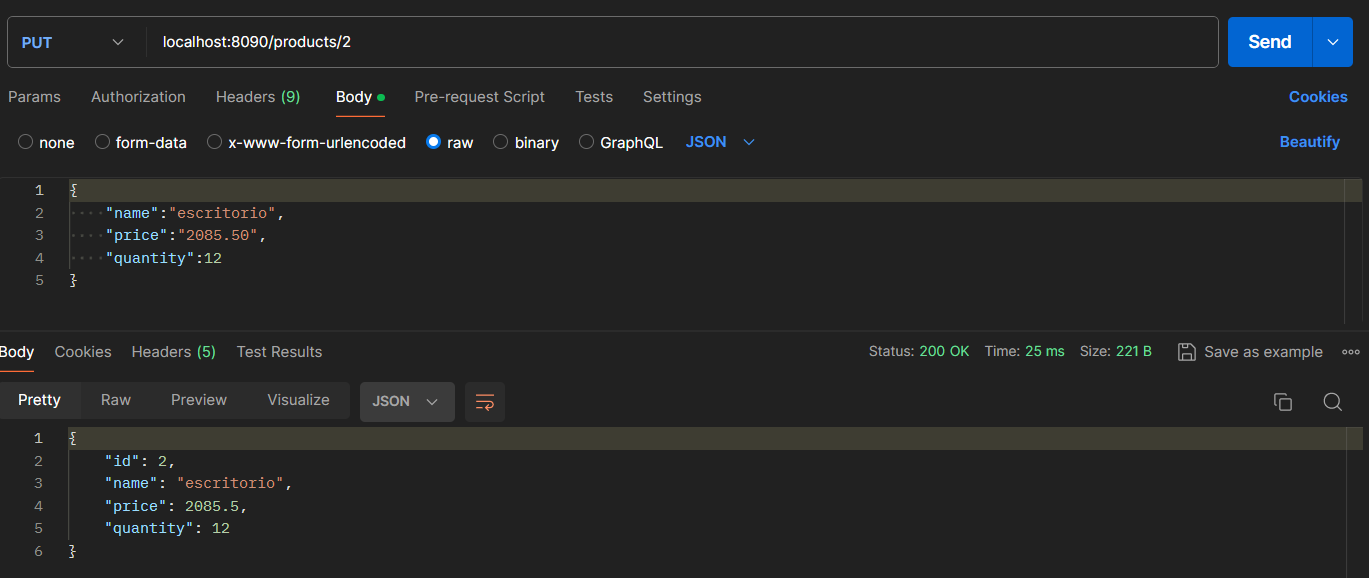 PUT localhost:8090/products/2 Send
Params Authorization Headers (9) Body Pre-request Script Tests Settings Cookies
none form-data x-www-form-urlencoded raw binary GraphQL JSON Beautify
1 {
2 ····"name":"escritorio",
3 ····"price":"2085.50",
4 ····"quantity":12
5 }
Body Cookies Headers (5) Test Results Status: 200 OK Time: 25 ms Size: 221 B Save as example
Pretty Raw Preview Visualize JSON
1 {
2     "id": 2,
3     "name": "escritorio",
4     "price": 2085.5,
5     "quantity": 12
6 }